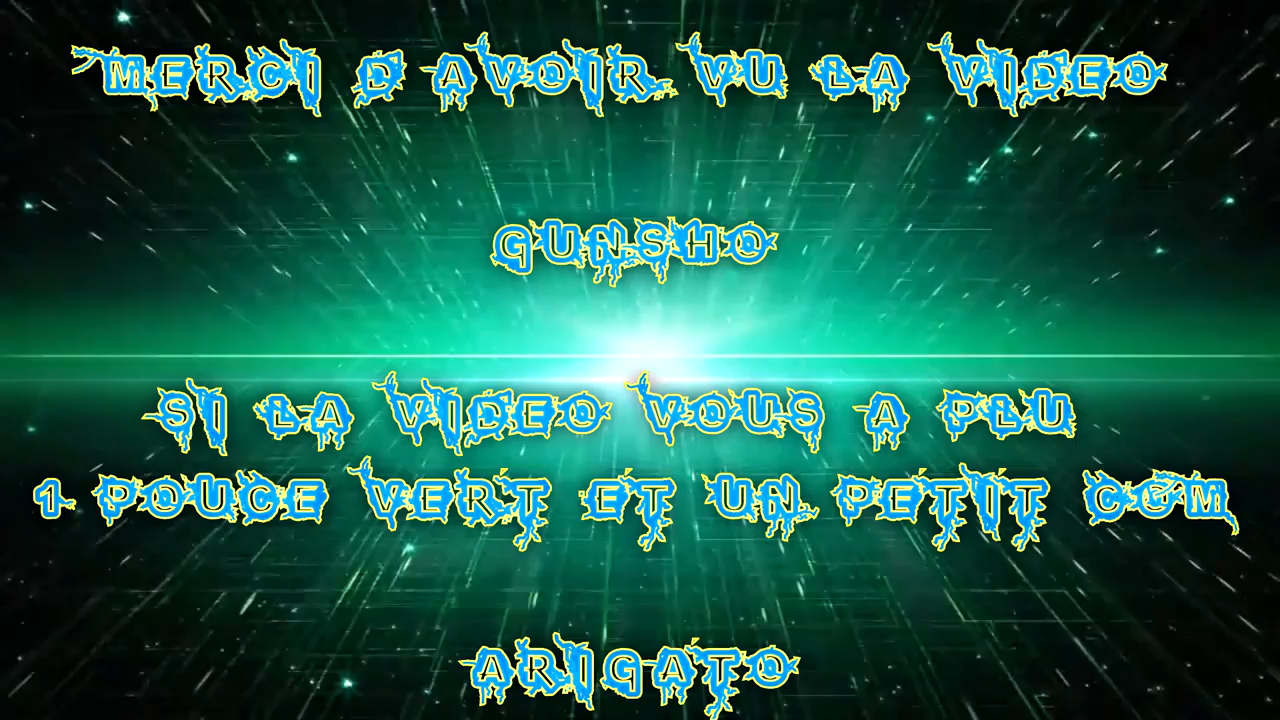 MERCI D AVOIR VU LA VIDEO
GUNSHO
SI LA VIDEO VOUS A PLU
1 POUCE VERT ET UN PETIT COM
ARIGATO